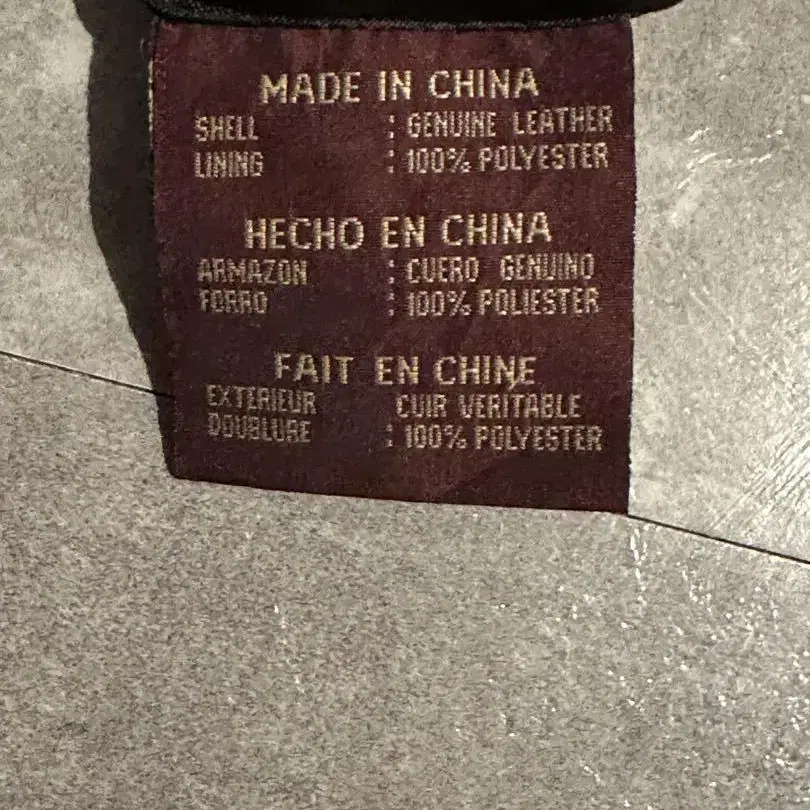 MADE IN CHINA
SHELL : GENUINE LEATHER
LINING : 100% POLYESTER
HECHO EN CHINA
ARMAZON : CUERO GENUINO
FORRO : 100% POLIESTER
FAIT EN CHINE
EXTERIEUR CUIR VERITABLE
DOUBLURE : 100% POLYESTER